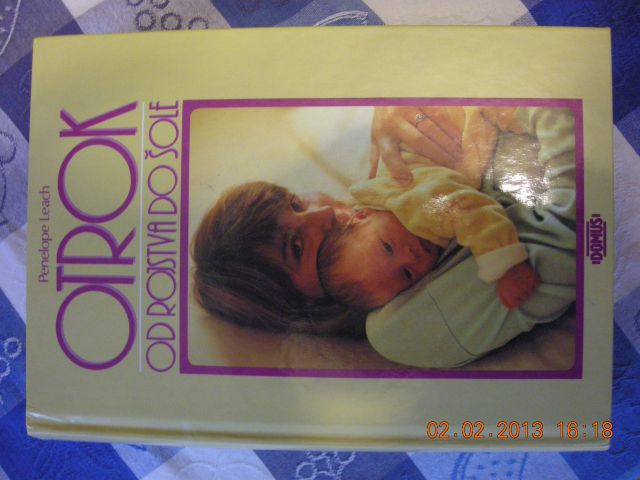 Penelope Leach
OTROK
OD ROJSTVA DO ŠOLE
DOMUS
02.02.2013 16:18